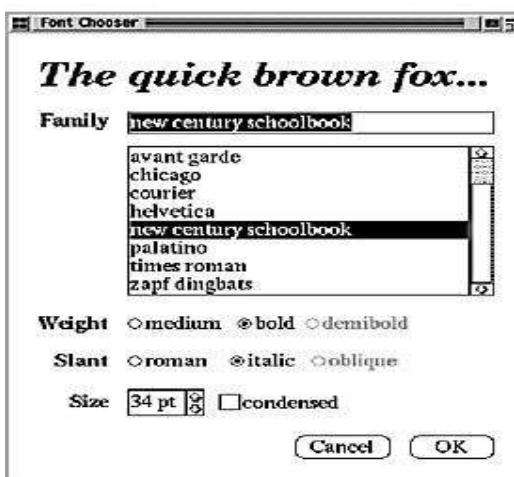 Font Chooser
The quick brown fox...
Family new century schoolbook
avant garde
chicago
courier
helvetica
new century schoolbook
palatino
times roman
zapf dingbats
Weight medium bold demibold
Slant roman italic oblique
Size 34 pt condensed
Cancel OK